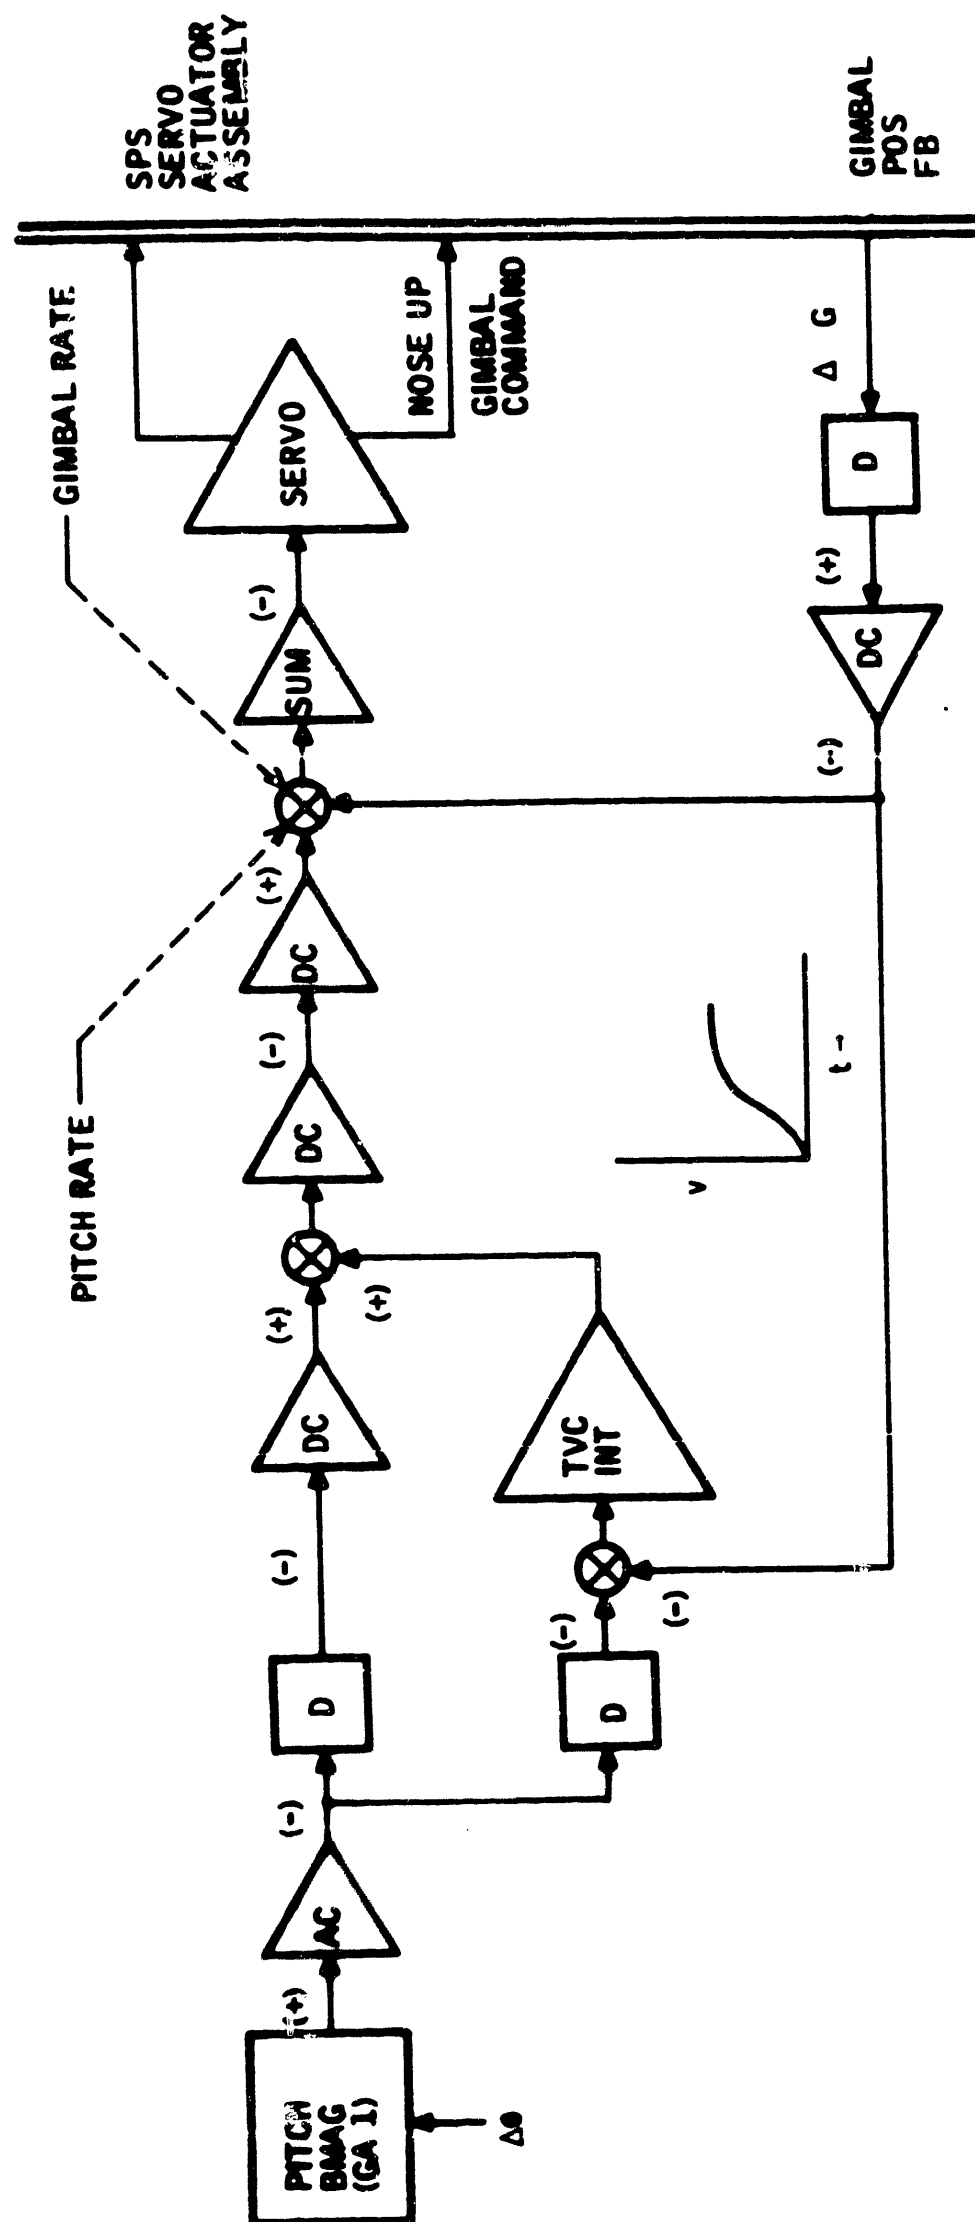 PITCH
BMAG
(GA 1)
Δθ
(+)
AC
(-)
D
(-)
DC
(+)
D
(-)
(-)
TVC
INT
(+)
DC
(-)
DC
(+)
PITCH RATE
GIMBAL RATE
SUM
(-)
SERVO
NOSE UP
GIMBAL
COMMAND
SPS
SERVO
ACTUATOR
ASSEMBLY
V
t →
(-)
DC
(+)
D
Δ G
GIMBAL
POS
FB